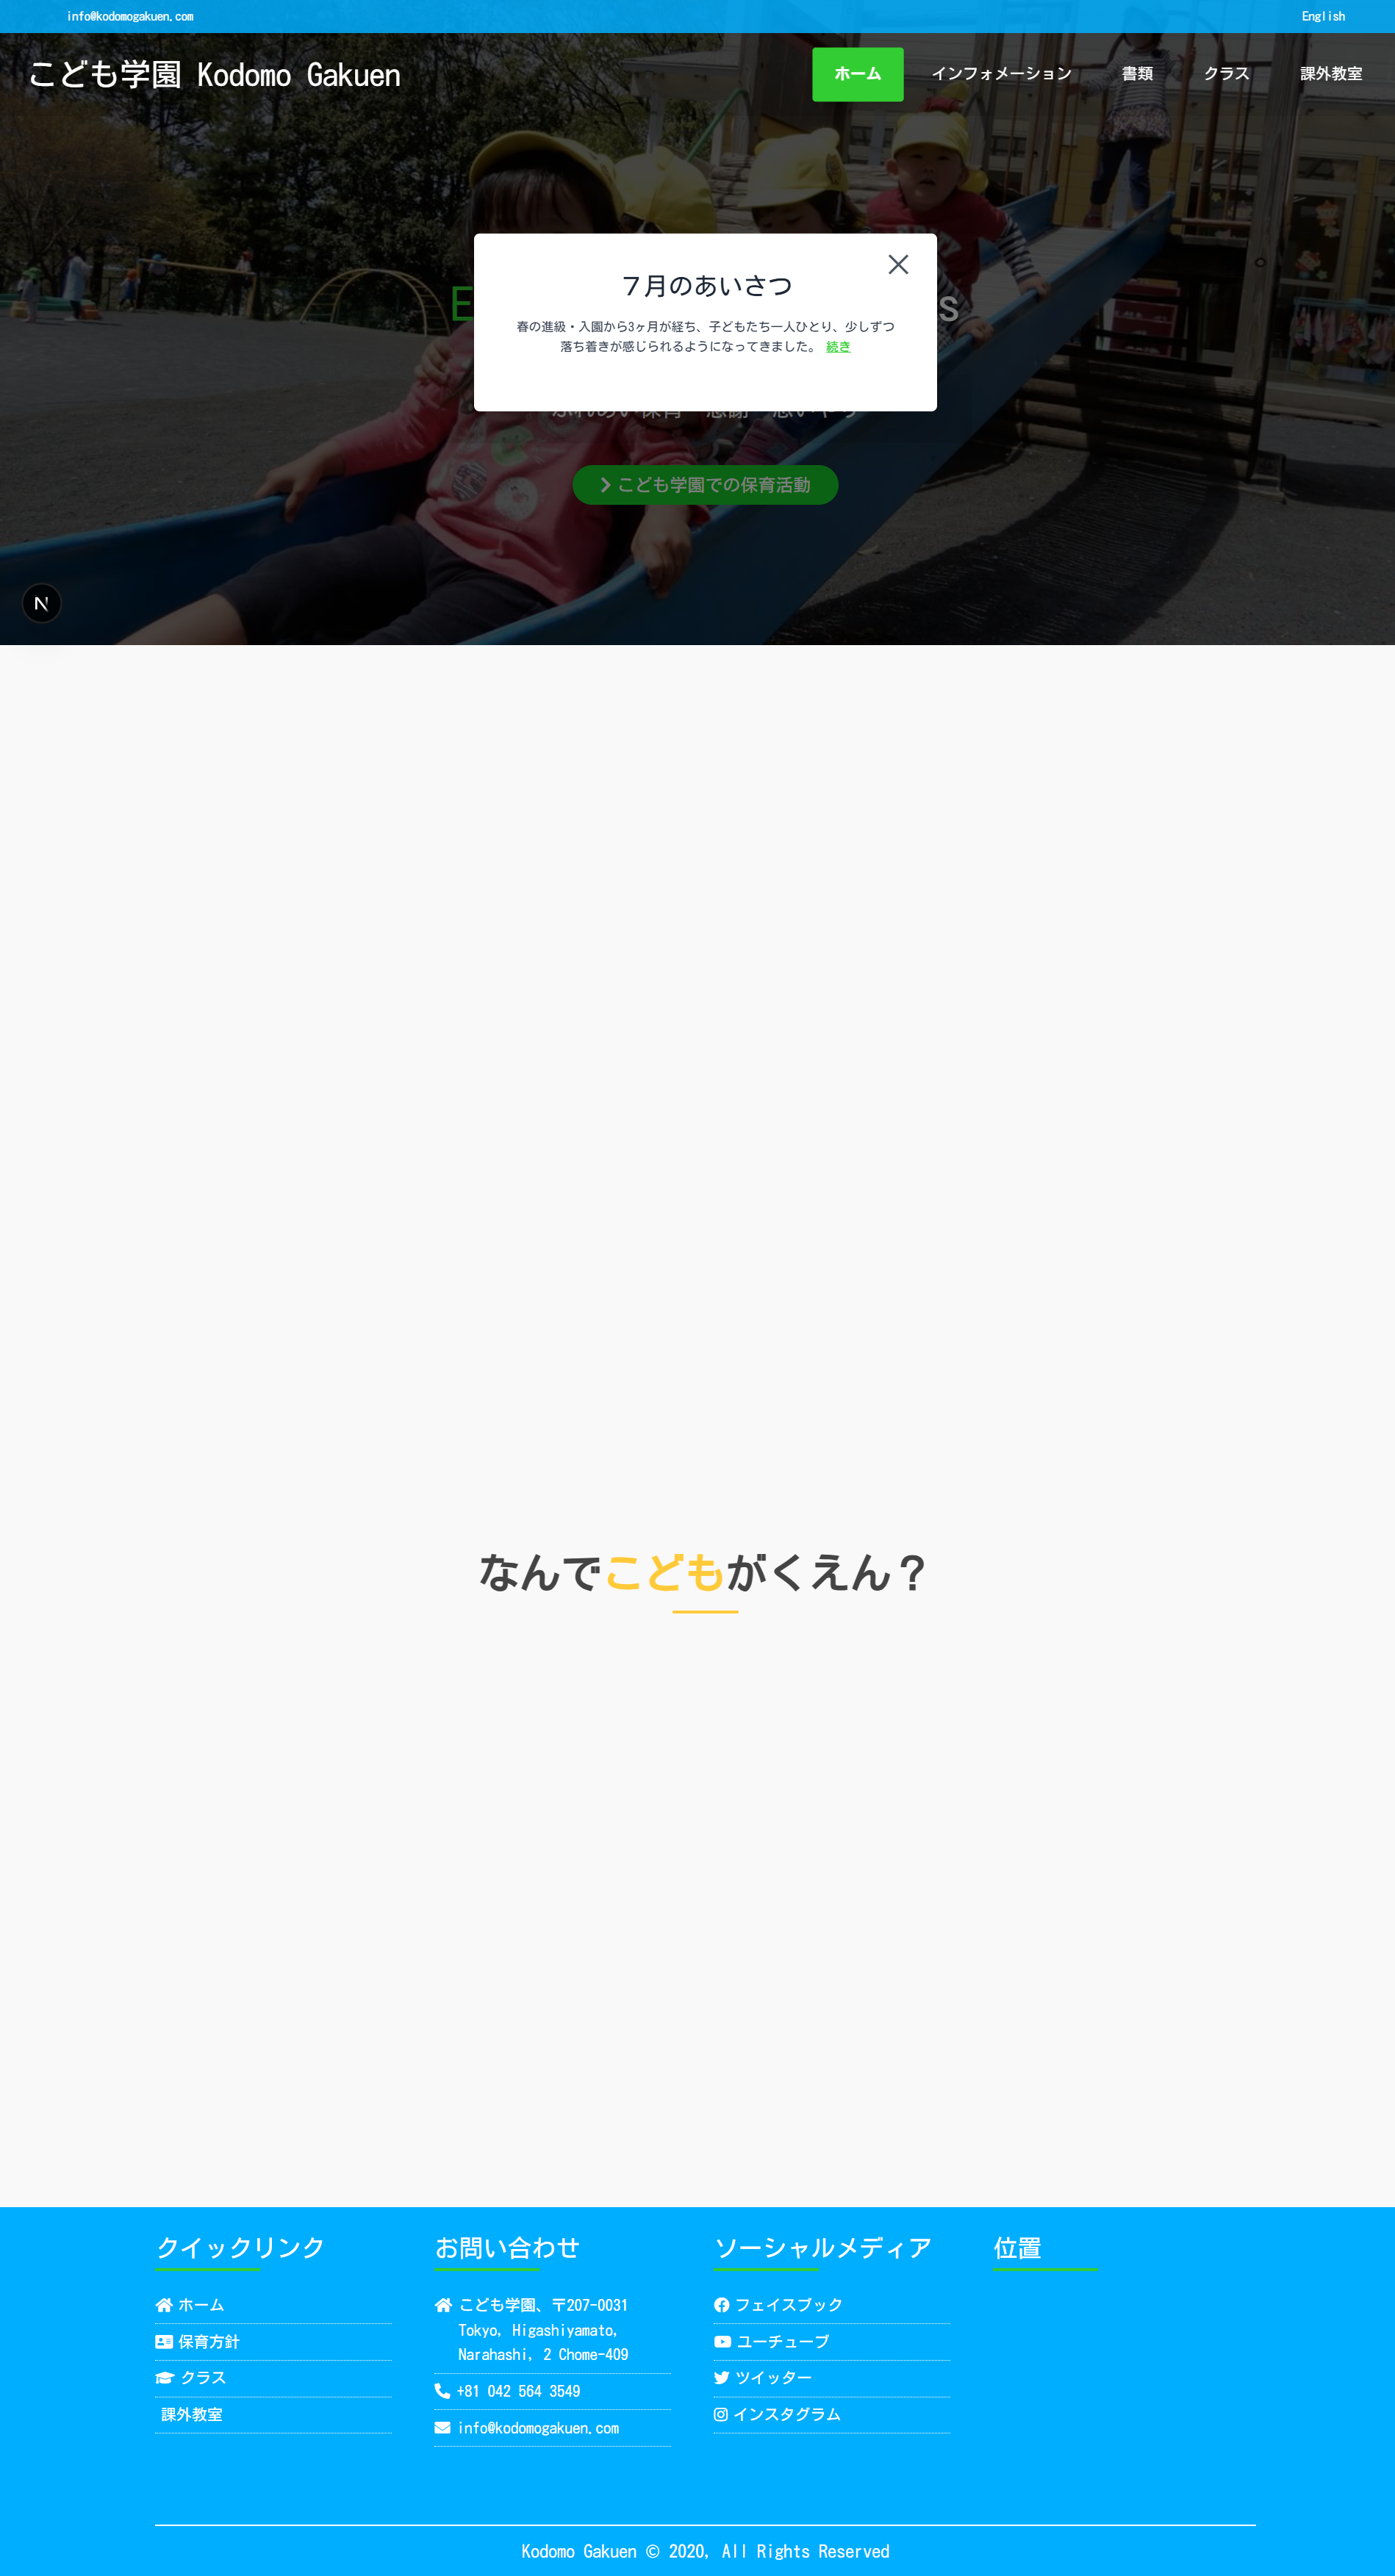 info@kodomogakuen.com
English
こども学園 Kodomo Gakuen
ホーム
インフォメーション
書類
クラス
課外教室
7月のあいさつ
春の進級・入園から3ヶ月が経ち、子どもたち一人ひとり、少しずつ
落ち着きが感じられるようになってきました。 続き
こども学園での保育活動
なんでこどもがくえん？
クイックリンク
ホーム
保育方針
クラス
課外教室
お問い合わせ
こども学園、〒207-0031
Tokyo, Higashiyamato,
Narahashi, 2 Chome-409
+81 042 564 3549
info@kodomogakuen.com
ソーシャルメディア
フェイスブック
ユーチューブ
ツイッター
インスタグラム
位置
Kodomo Gakuen © 2020, All Rights Reserved